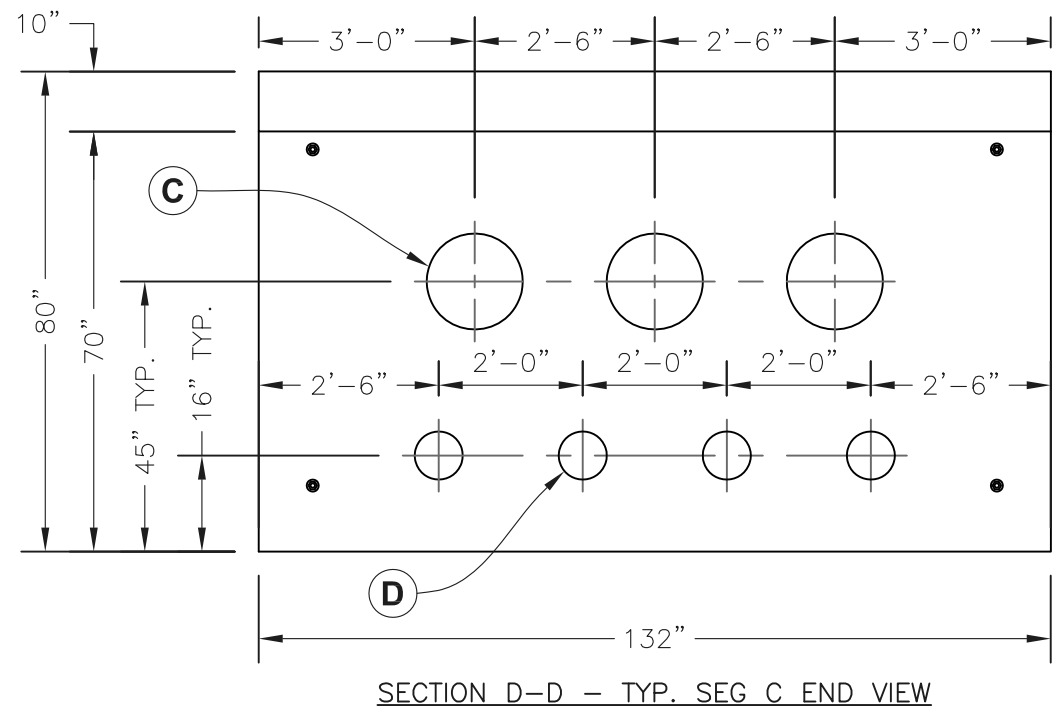 10”
3’-0” 2’-6” 2’-6” 3’-0”
C
80”
70”
45” TYP.
16” TYP.
2’-6” 2’-0” 2’-0” 2’-0” 2’-6”
D
132”
SECTION D-D - TYP. SEG C END VIEW